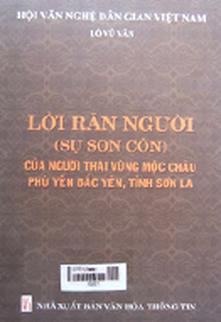 HỘI VĂN NGHỆ DÂN GIAN VIỆT NAM
LÒ VŨ VÂN
LỜI RĂN NGƯỜI
(SỰ SON CÔN)
CỦA NGƯỜI THÁI VÙNG MỘC CHÂU
PHÙ YÊN BẮC YÊN, TỈNH SƠN LA
NHÀ XUẤT BẢN VĂN HÓA THÔNG TIN